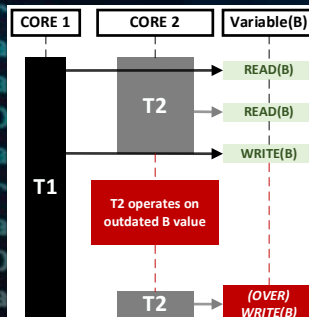 CORE 1
CORE 2
Variable(B)
READ(B)
T2
READ(B)
WRITE(B)
T1
T2 operates on
outdated B value
T2
(OVER)
WRITE(B)